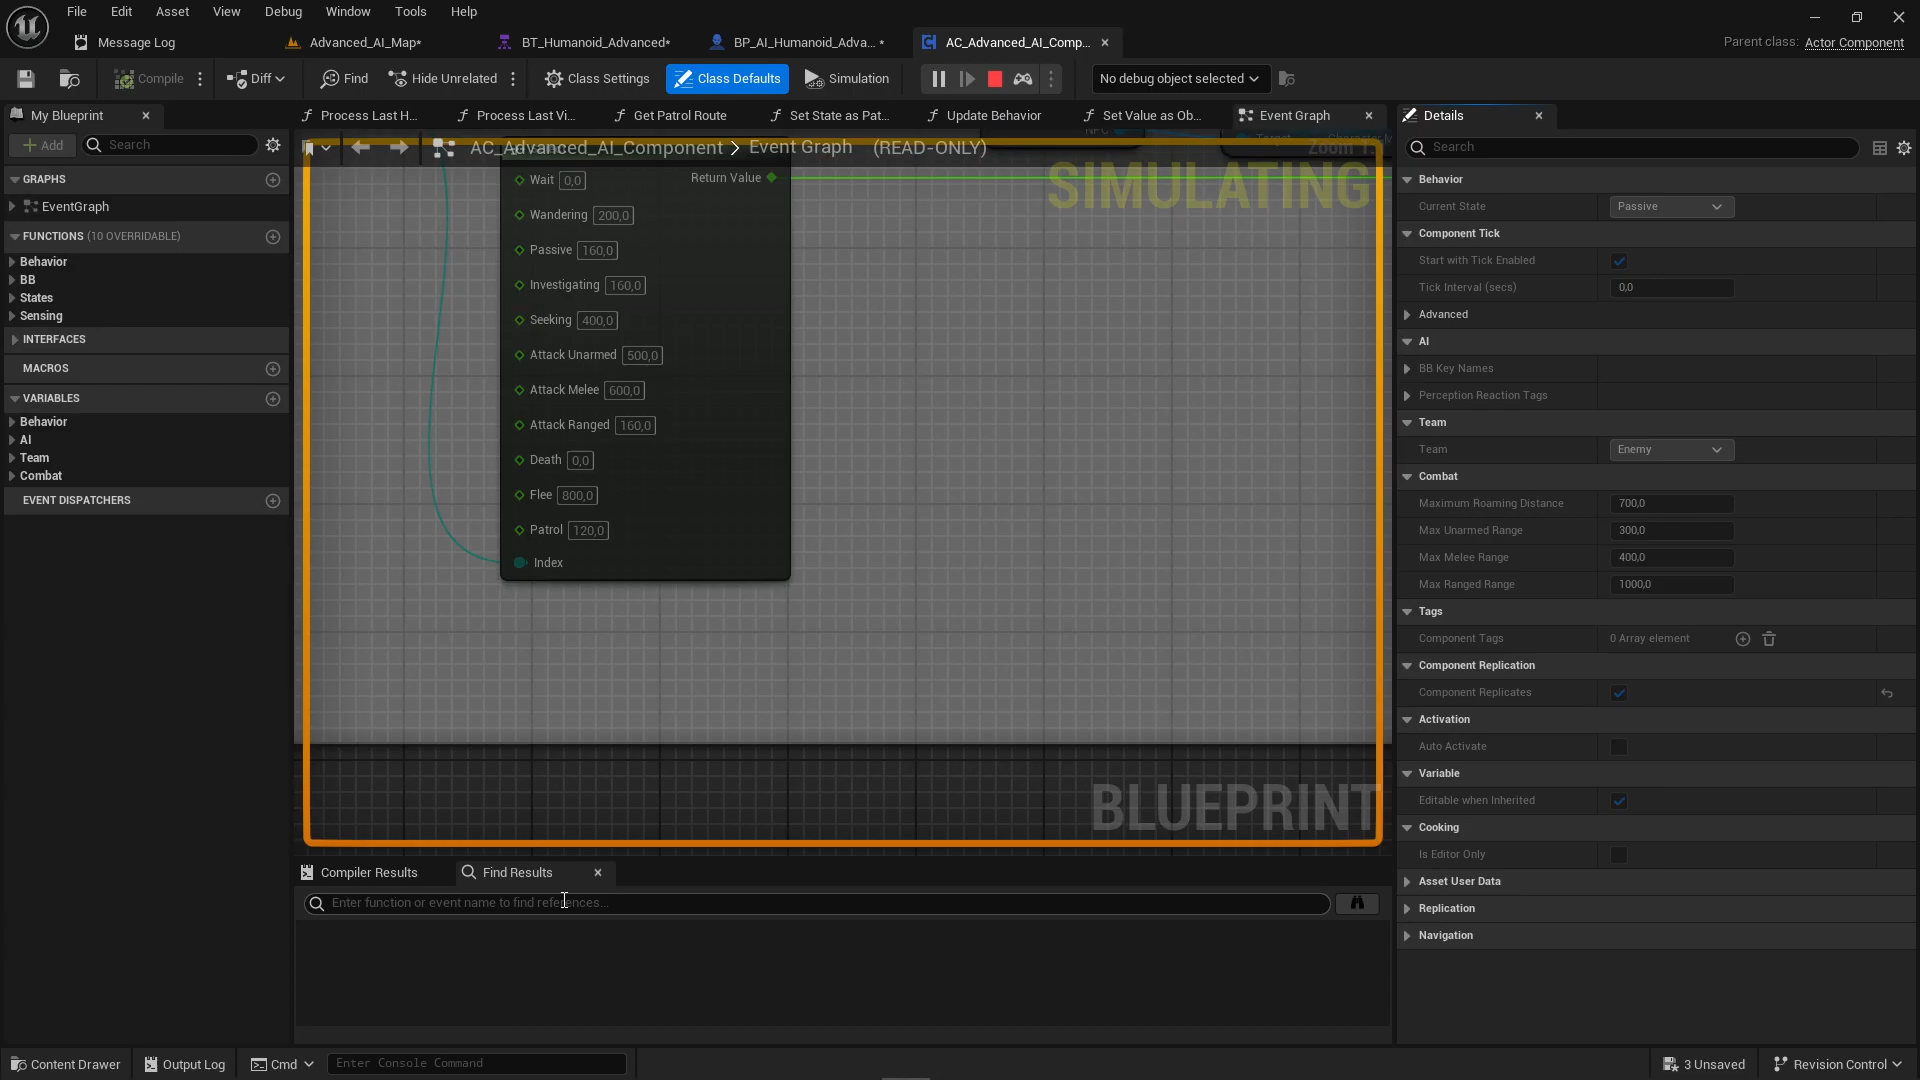 File Edit Asset View Debug Window Tools Help
Message Log Advanced_AI_Map* BT_Humanoid_Advanced* BP_AI_Humanoid_Adva... * AC_Advanced_AI_Comp... Parent class: Actor Component
Compile Diff Find Hide Unrelated Class Settings Class Defaults Simulation No debug object selected
My Blueprint Process Last H... Process Last Vi... Get Patrol Route Set State as Pat... Update Behavior Set Value as Ob... Event Graph Details
Add Search AC_Advanced_AI_Component > Event Graph (READ-ONLY) Search
SIMULATING
GRAPHS
EventGraph
FUNCTIONS (10 OVERRIDABLE)
Behavior
BB
States
Sensing
INTERFACES
MACROS
VARIABLES
Behavior
AI
Team
Combat
EVENT DISPATCHERS
Wait 0,0 Return Value
Wandering 200,0
Passive 160,0
Investigating 160,0
Seeking 400,0
Attack Unarmed 500,0
Attack Melee 600,0
Attack Ranged 160,0
Death 0,0
Flee 800,0
Patrol 120,0
Index
BLUEPRINT
Behavior
Current State Passive
Component Tick
Start with Tick Enabled
Tick Interval (secs) 0,0
Advanced
AI
BB Key Names
Perception Reaction Tags
Team
Team Enemy
Combat
Maximum Roaming Distance 700,0
Max Unarmed Range 300,0
Max Melee Range 400,0
Max Ranged Range 1000,0
Tags
Component Tags 0 Array element
Component Replication
Component Replicates
Activation
Auto Activate
Variable
Editable when Inherited
Cooking
Is Editor Only
Asset User Data
Replication
Navigation
Compiler Results Find Results
Enter function or event name to find references...
Content Drawer Output Log Cmd Enter Console Command 3 Unsaved Revision Control